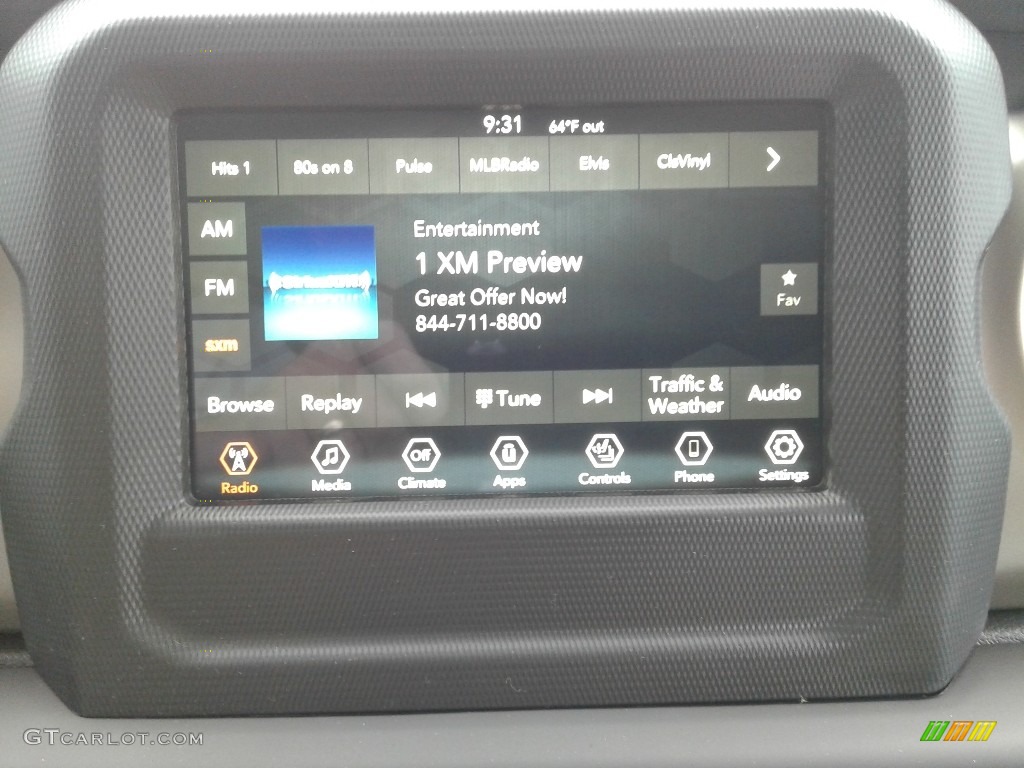 9:31 64°F out
Hits 1 80s on 8 Pulse MLBRadio Elvis ClsVinyl
AM
FM
sxm
SiriusXM
Entertainment
1 XM Preview
Great Offer Now!
844-711-8800
Fav
Browse Replay Tune Traffic & Weather Audio
Off
Radio Media Climate Apps Controls Phone Settings
GTCARLOT.COM